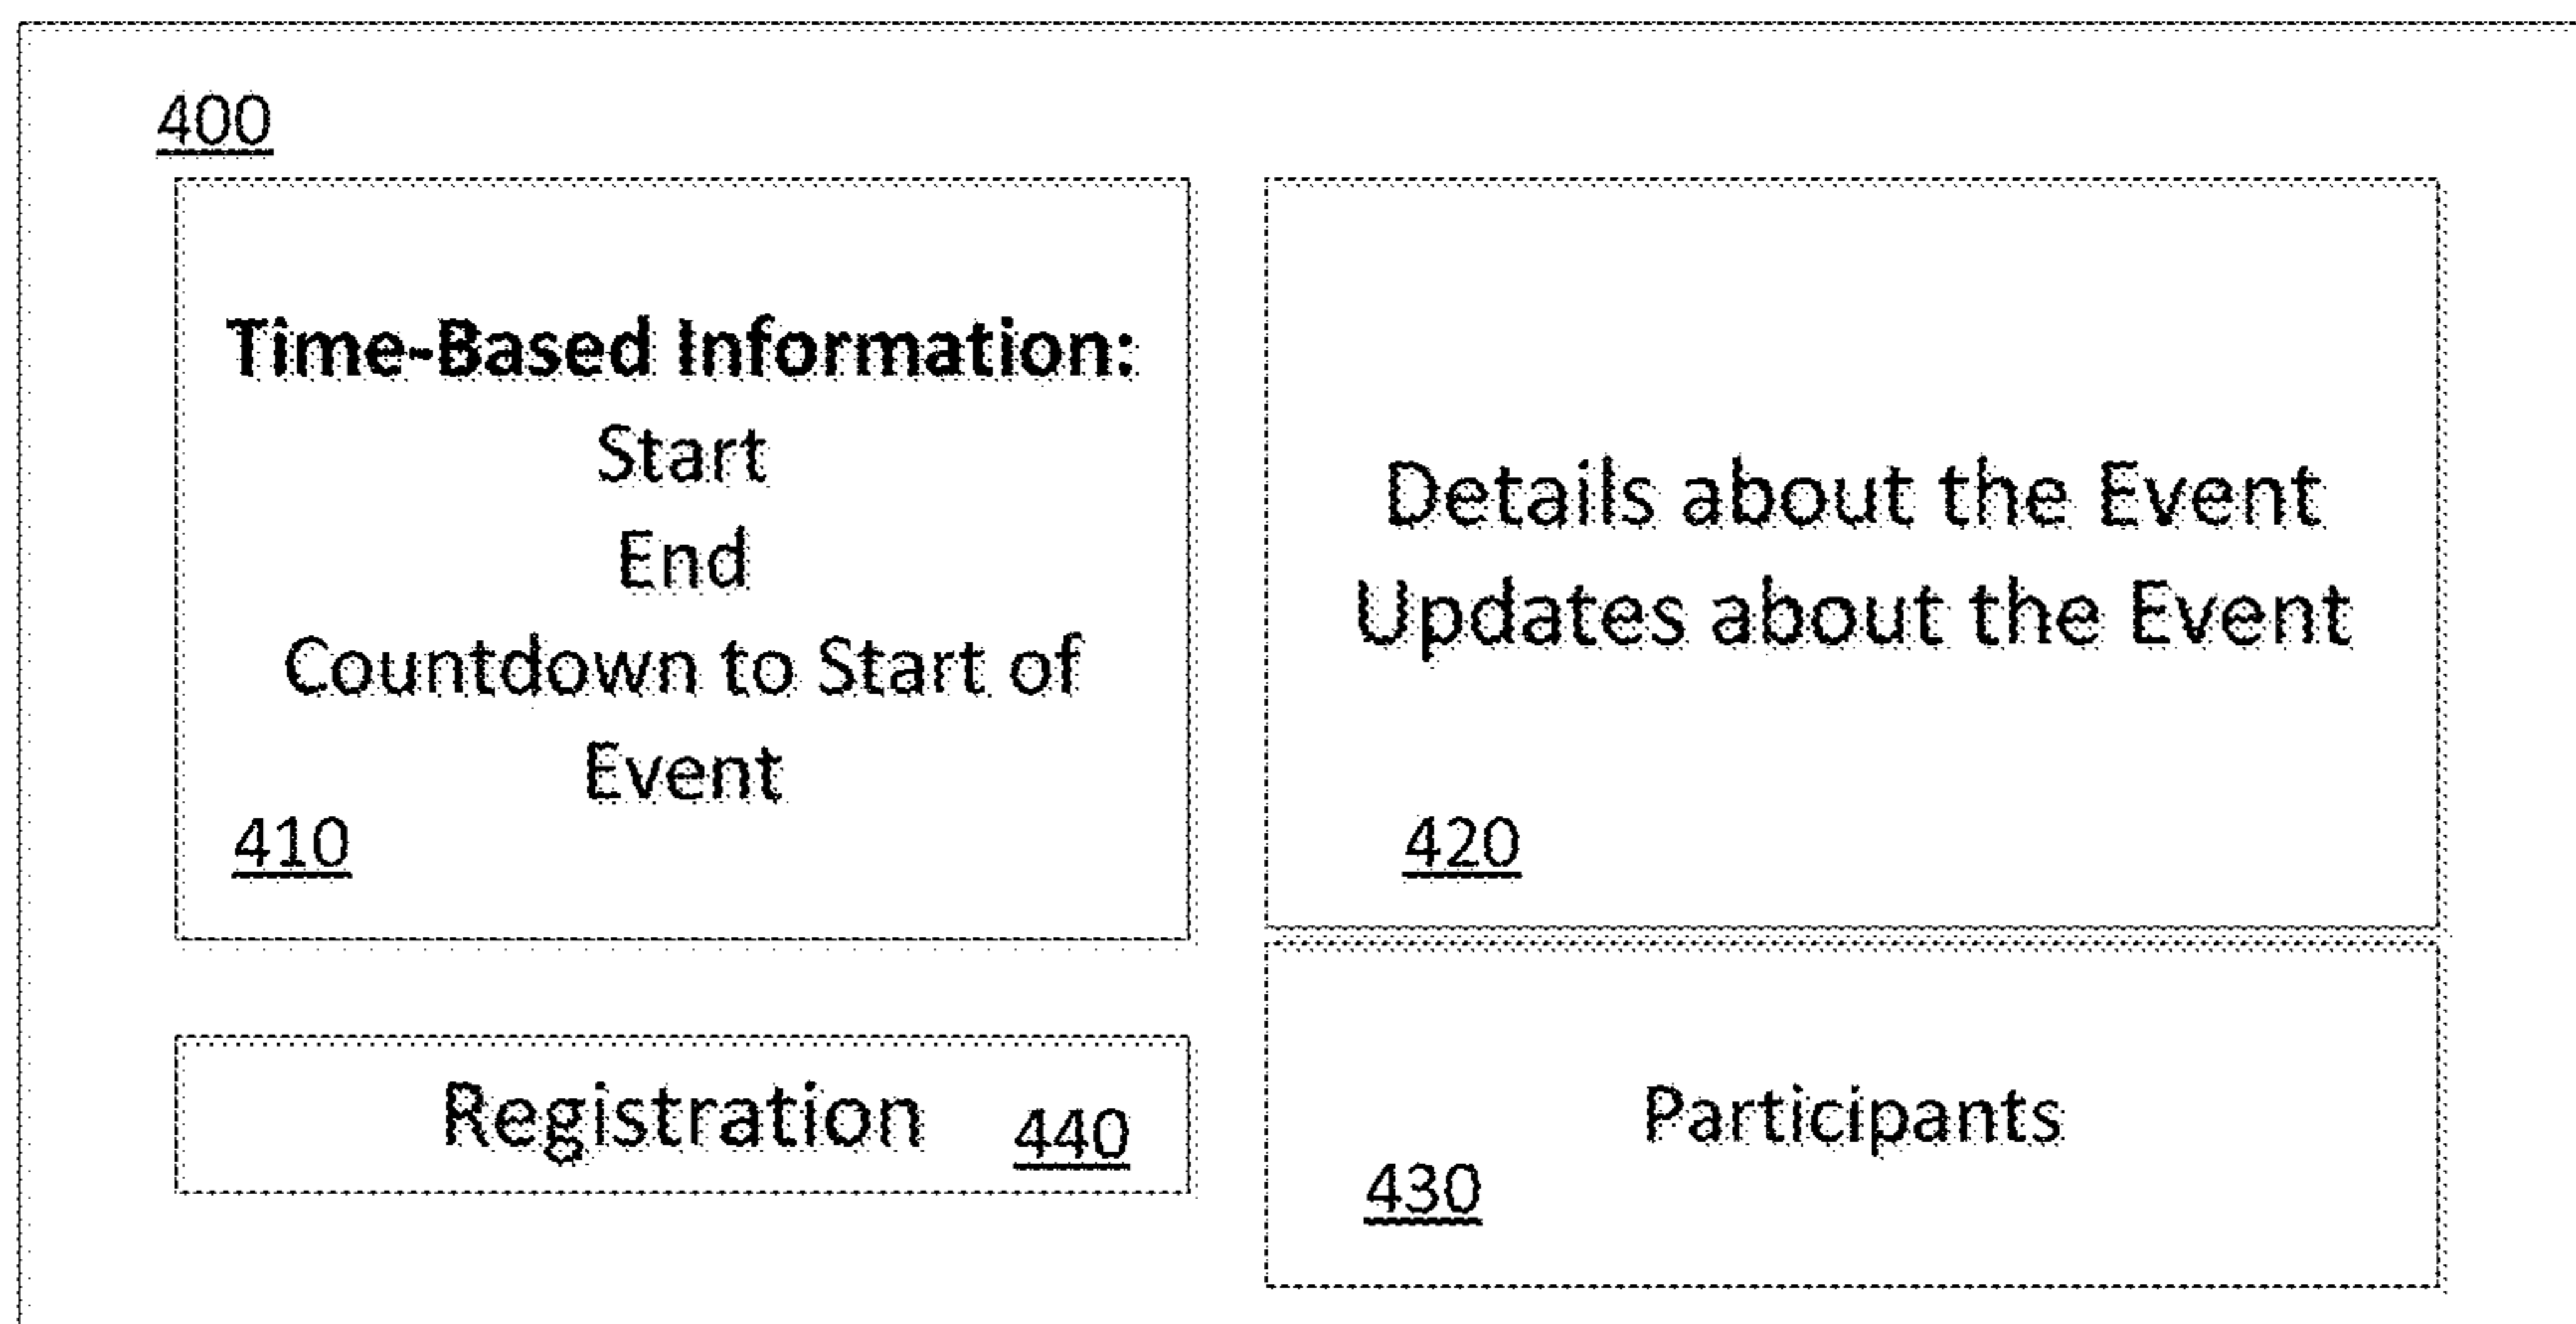 400
Time-Based Information:
Start
End
Countdown to Start of
Event
410
Details about the Event
Updates about the Event
420
Registration 440
Participants
430